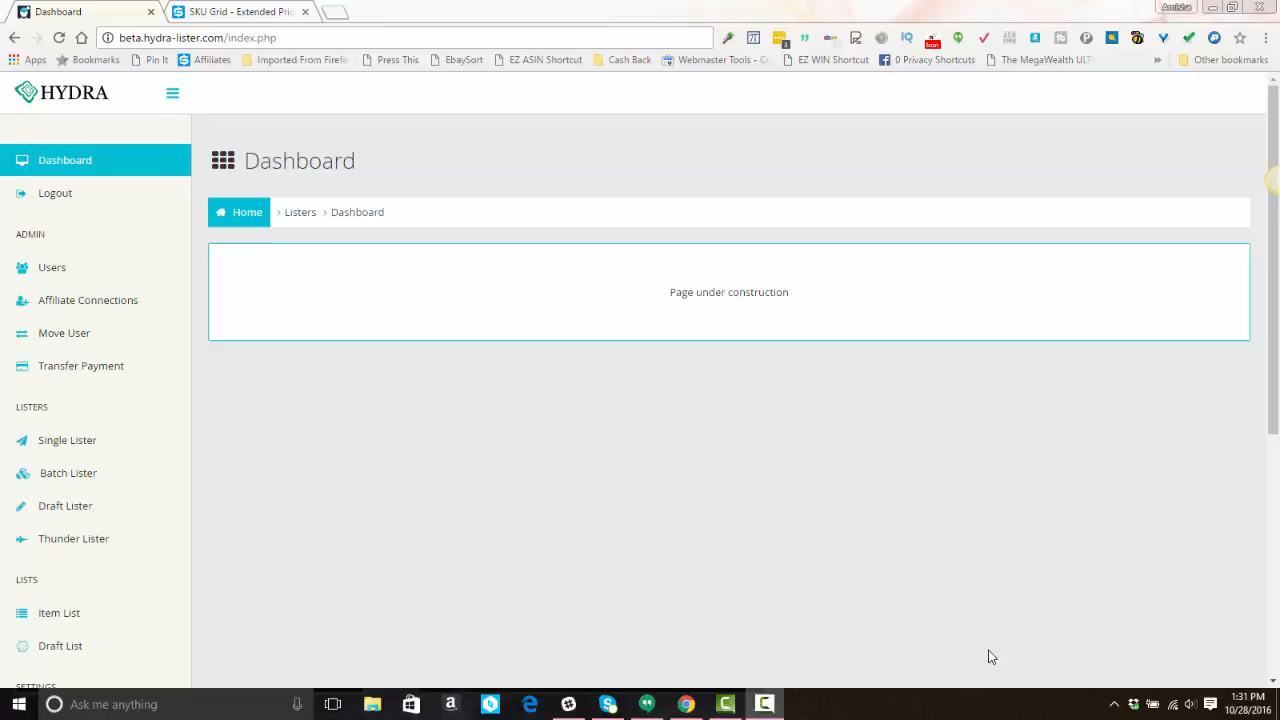 Dashboard
SKU Grid - Extended Pri
beta.hydra-lister.com/index.php
Apps
Bookmarks
Pin It
Affiliates
Imported From Firefo
Press This
EbaySoft
EZ ASIN Shortcut
Cash Back
Webmaster Tools - C
EZ WIN Shortcut
0 Privacy Shortcuts
The MegaWealth ULT
»
Other bookmarks
HYDRA
Dashboard
Logout
ADMIN
Users
Affiliate Connections
Move User
Transfer Payment
LISTERS
Single Lister
Batch Lister
Draft Lister
Thunder Lister
LISTS
Item List
Draft List
SETTINGS
Dashboard
Home › Listers › Dashboard
Page under construction
Ask me anything
1:31 PM
10/28/2016